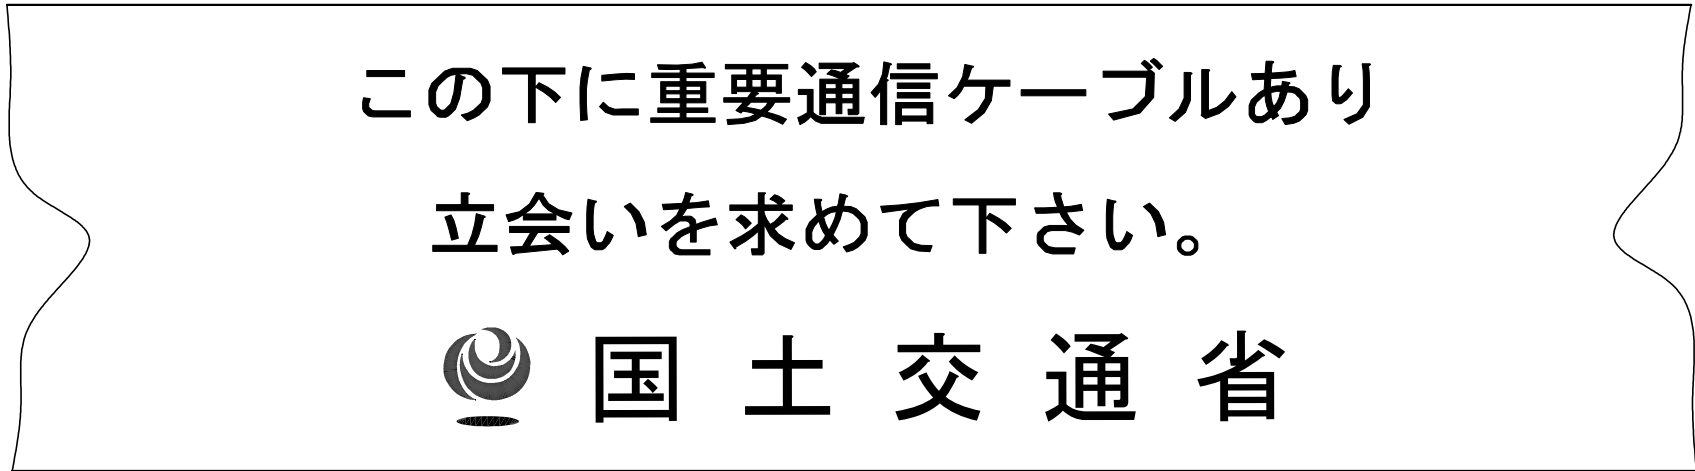 この下に重要通信ケーブルあり
立会いを求めて下さい。
国土交通省